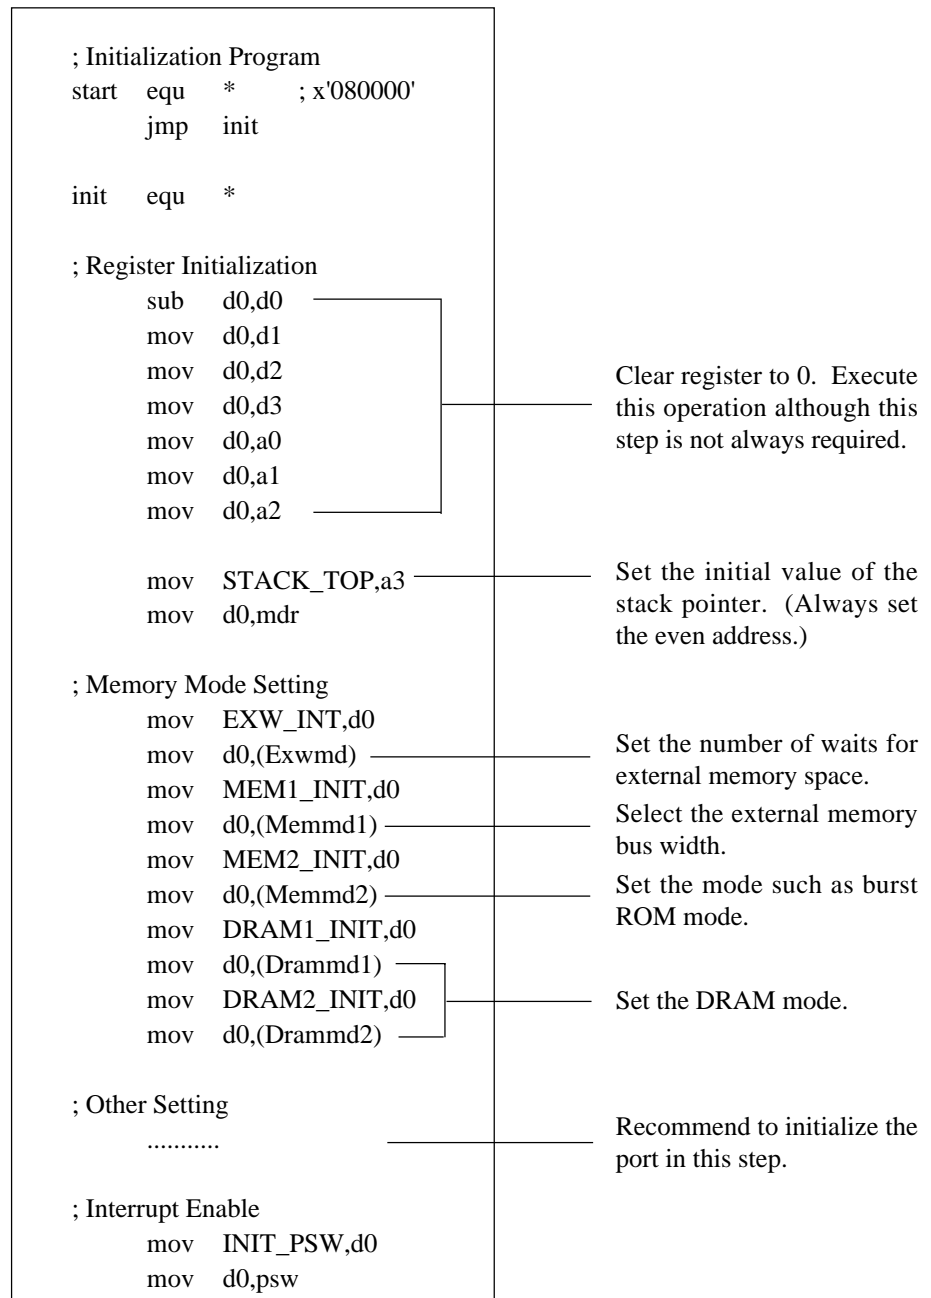 ; Initialization Program
start equ * ; x'080000'
jmp init
init equ *
; Register Initialization
sub d0,d0
mov d0,d1
mov d0,d2
mov d0,d3
mov d0,a0
mov d0,a1
mov d0,a2
Clear register to 0. Execute
this operation although this
step is not always required.
mov STACK_TOP,a3
mov d0,mdr
Set the initial value of the
stack pointer. (Always set
the even address.)
; Memory Mode Setting
mov EXW_INT,d0
mov d0,(Exwmd)
Set the number of waits for
external memory space.
mov MEM1_INIT,d0
mov d0,(Memmd1)
Select the external memory
bus width.
mov MEM2_INIT,d0
mov d0,(Memmd2)
Set the mode such as burst
ROM mode.
mov DRAM1_INIT,d0
mov d0,(Drammd1)
mov DRAM2_INIT,d0
mov d0,(Drammd2)
Set the DRAM mode.
; Other Setting
...........
Recommend to initialize the
port in this step.
; Interrupt Enable
mov INIT_PSW,d0
mov d0,psw